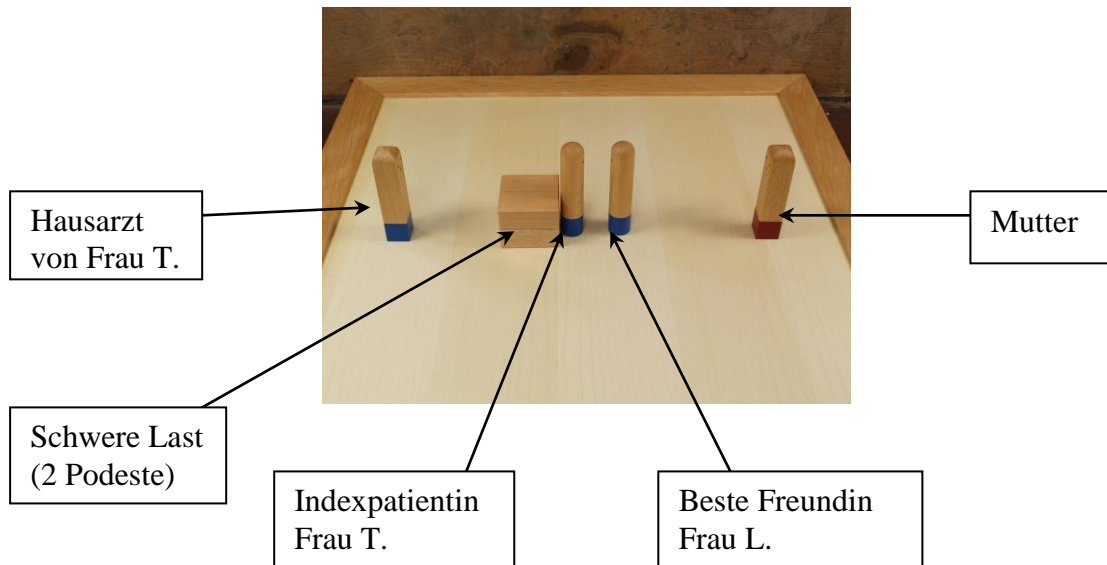 Hausarzt
von Frau T.
Mutter
Schwere Last
(2 Podeste)
Indexpatientin
Frau T.
Beste Freundin
Frau L.